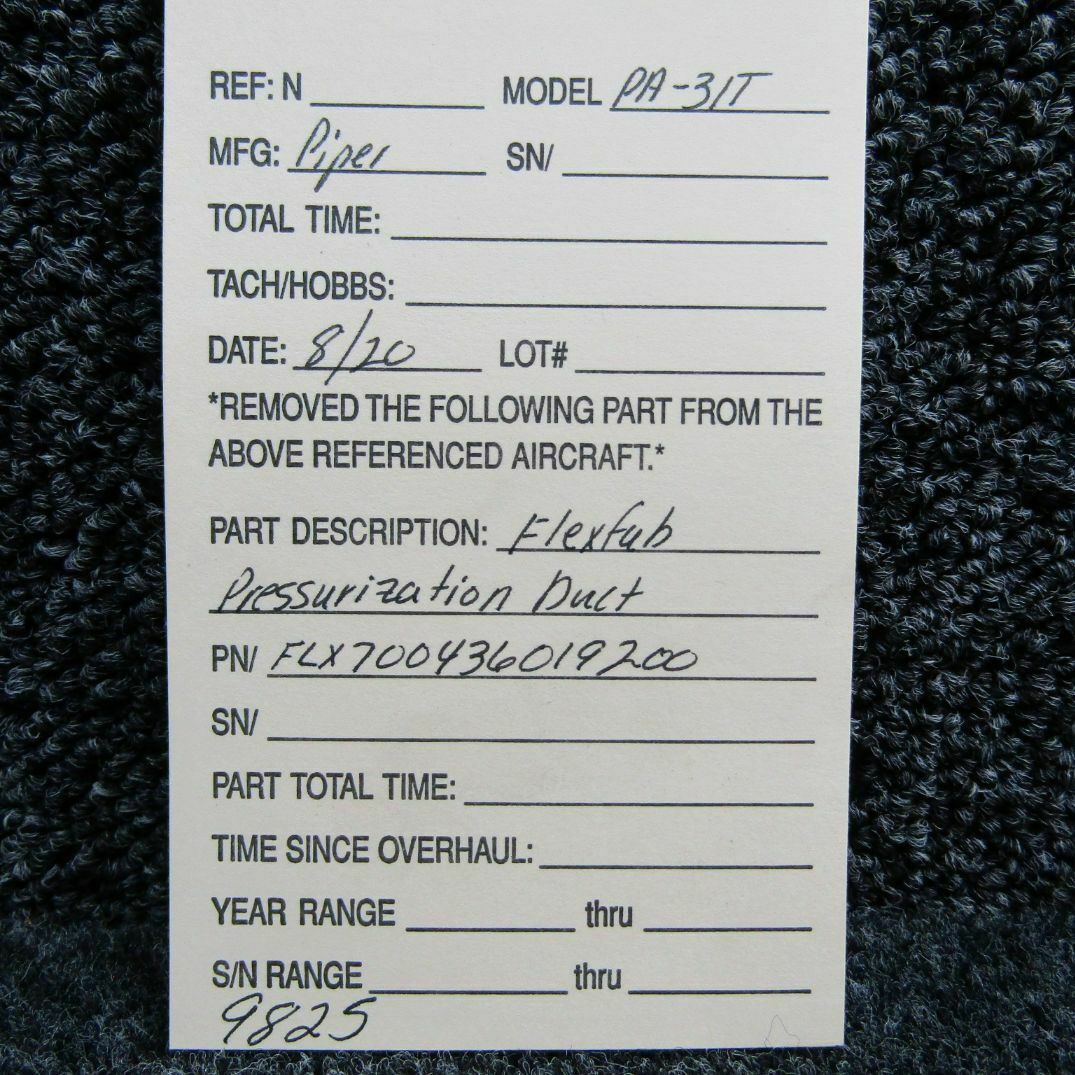 REF: N MODEL PA-31T
MFG: Piper SN/
TOTAL TIME:
TACH/HOBBS:
DATE: 8/20 LOT#
*REMOVED THE FOLLOWING PART FROM THE
ABOVE REFERENCED AIRCRAFT.*
PART DESCRIPTION: Flexfab
Pressurization Duct
PN/ FLX700436019200
SN/
PART TOTAL TIME:
TIME SINCE OVERHAUL:
YEAR RANGE thru
S/N RANGE thru
9825